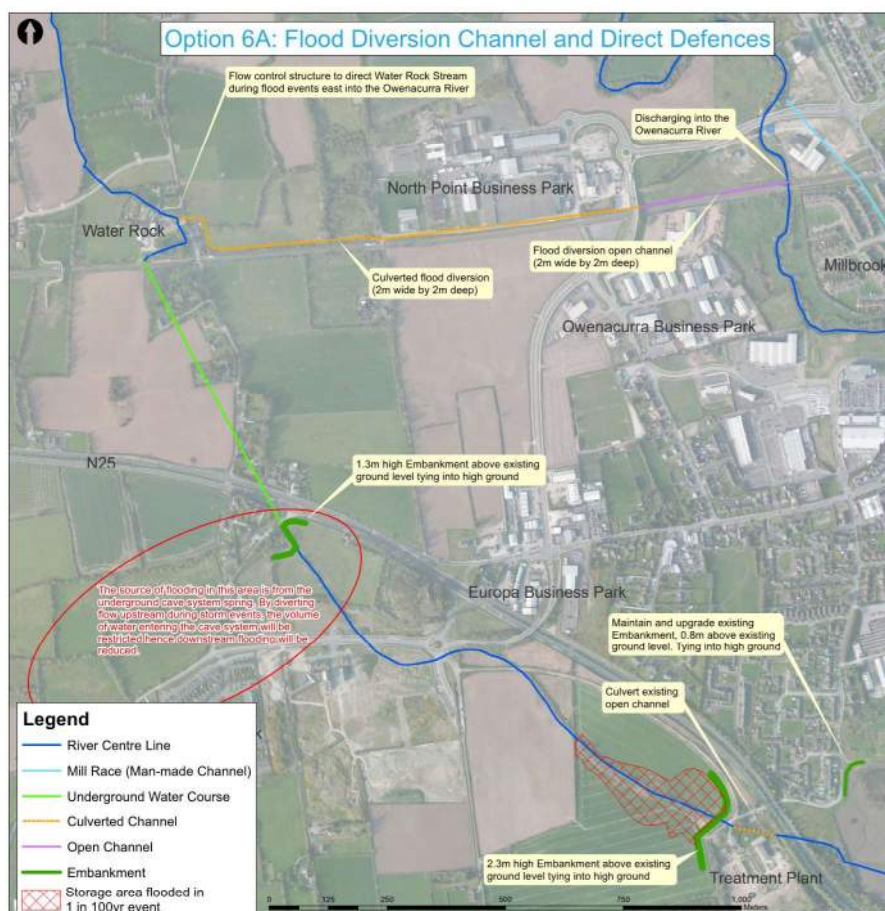 Option 6A: Flood Diversion Channel and Direct Defences
Flow control structure to direct Water Rock Stream
during flood events east into the Owenacurra River
Discharging into the
Owenacurra River
North Point Business Park
Water Rock
Culverted flood diversion
(2m wide by 2m deep)
Flood diversion open channel
(2m wide by 2m deep)
Millbrook
Owenacurra Business Park
N25
1.3m high Embankment above existing
ground level tying into high ground
The source of flooding in this area is from the
underground cave system spring. By diverting
flow upstream during storm events, the volume
of water entering the cave system will be
restricted hence downstream flooding will be
reduced.
Europa Business Park
Maintain and upgrade existing
Embankment, 0.8m above existing
ground level. Tying into high ground
Culvert existing
open channel
2.3m high Embankment above existing
ground level tying into high ground
Treatment Plant
Legend
River Centre Line
Mill Race (Man-made Channel)
Underground Water Course
Culverted Channel
Open Channel
Embankment
Storage area flooded in
1 in 100yr event
0 125 250 500 750 1,000
Meters